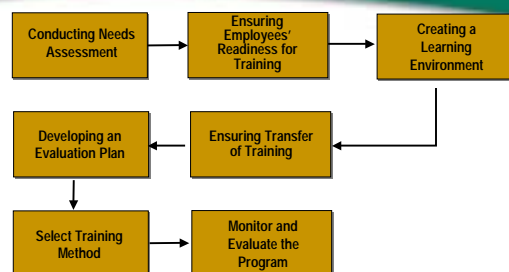 Conducting Needs
Assessment
Ensuring
Employees'
Readiness for
Training
Creating a
Learning
Environment
Developing an
Evaluation Plan
Ensuring Transfer
of Training
Select Training
Method
Monitor and
Evaluate the
Program